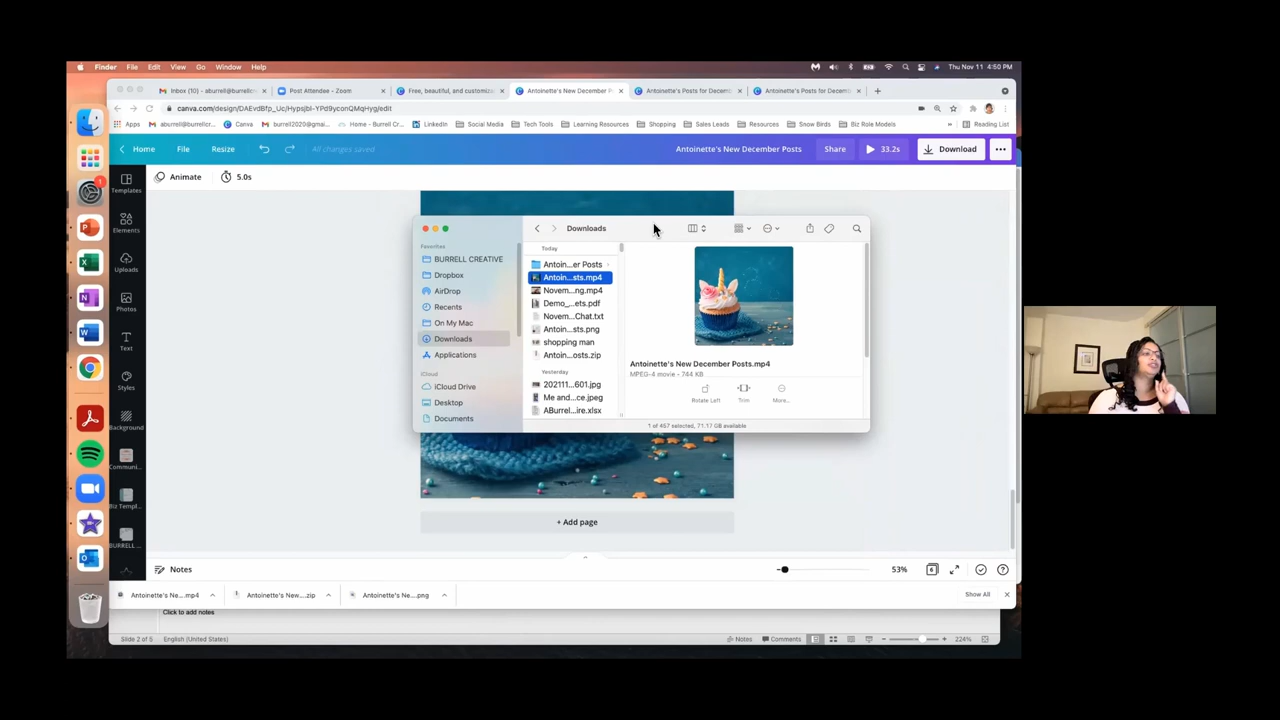 Finder File Edit View Go Window Help Thu Nov 11 4:50 PM
Inbox (10) - aburrell@burrellcr... Post Attendee - Zoom Free, beautiful, and customiz... Antoinette's New December P... Antoinette's Posts for Decemb... Antoinette's Posts for Decemb...
canva.com/design/DAEvdBfp_Uc/Hypsjbl-YPd9yconQMqHyg/edit
Apps aburrell@burrellcr... Canva burrell2020@gmai... Home - Burrell Cr... LinkedIn Social Media Tech Tools Learning Resources Shopping Sales Leads Resources Snow Birds Biz Role Models » Reading List
Home File Resize All changes saved Antoinette's New December Posts Share 33.2s Download
Animate 5.0s
Templates
Elements
Uploads
Photos
Text
Styles
Background
Communi...
Biz Templ...
BURRELL ...
Downloads
Favorites
BURRELL CREATIVE
Dropbox
AirDrop
Recents
On My Mac
Downloads
Applications
iCloud
iCloud Drive
Desktop
Documents
Today
Antoin...er Posts
Antoin...sts.mp4
Novem...ng.mp4
Demo_...ets.pdf
Novem...Chat.txt
Antoin...sts.png
shopping man
Antoin...osts.zip
Yesterday
202111...601.jpg
Me and...ce.jpeg
ABurrel...ire.xlsx
Antoinette's New December Posts.mp4
MPEG-4 movie - 744 KB
Rotate Left Trim More...
1 of 457 selected, 71.17 GB available
+ Add page
Notes 53% 6
Antoinette's Ne....mp4 Antoinette's New....zip Antoinette's Ne....png Show All
Click to add notes
Slide 2 of 5 English (United States) Notes Comments 224%